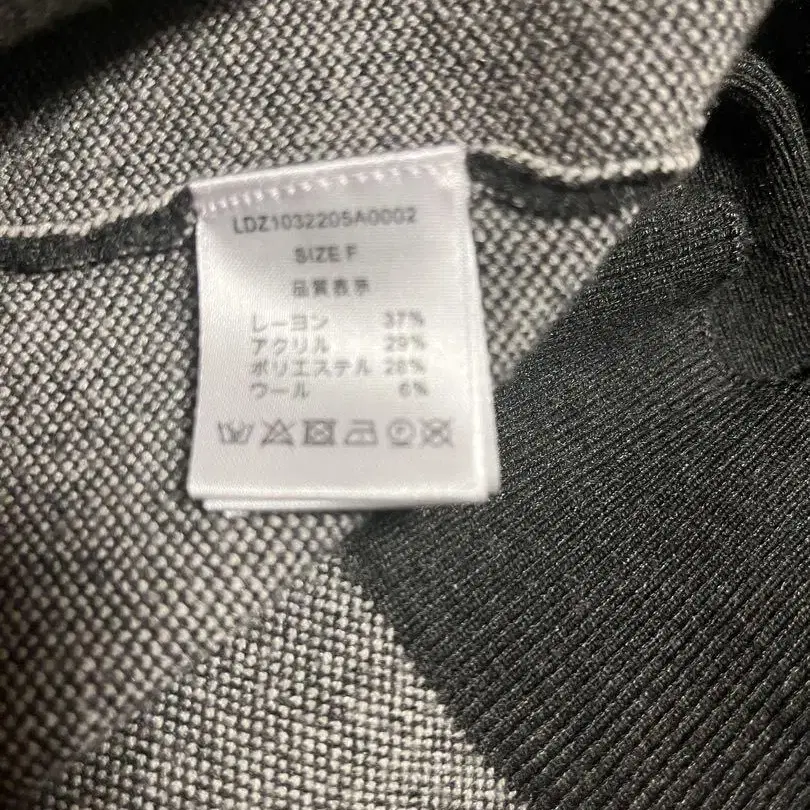 LDZ1032205A0002
SIZE F
品質表示
レーヨン 37%
アクリル 29%
ポリエステル 28%
ウール 6%